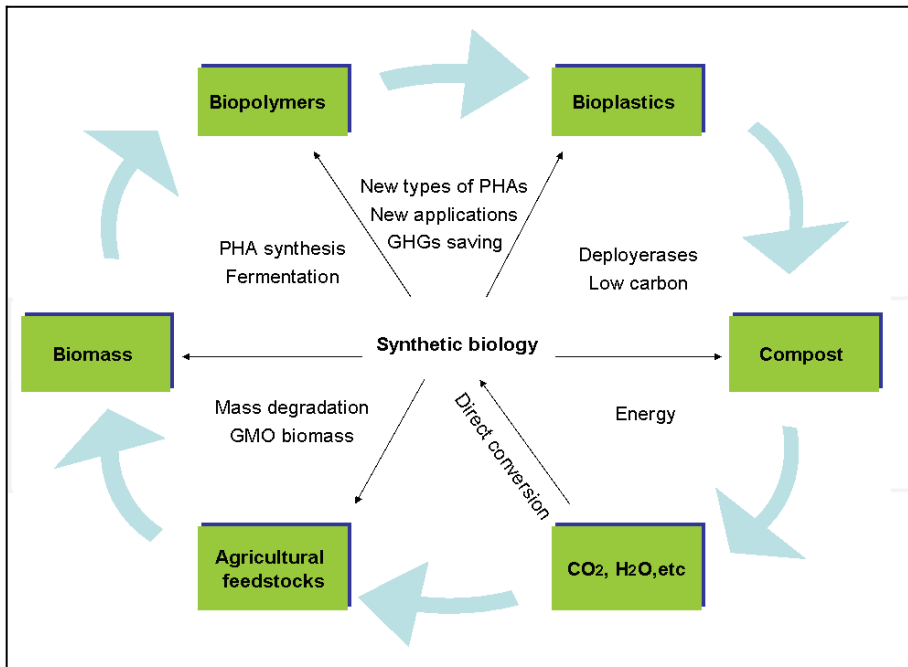 Biopolymers
Bioplastics
New types of PHAs
New applications
GHGs saving
PHA synthesis
Fermentation
Deployerases
Low carbon
Biomass
Synthetic biology
Compost
Mass degradation
GMO biomass
Direct conversion
Energy
Agricultural
feedstocks
CO2, H2O,etc